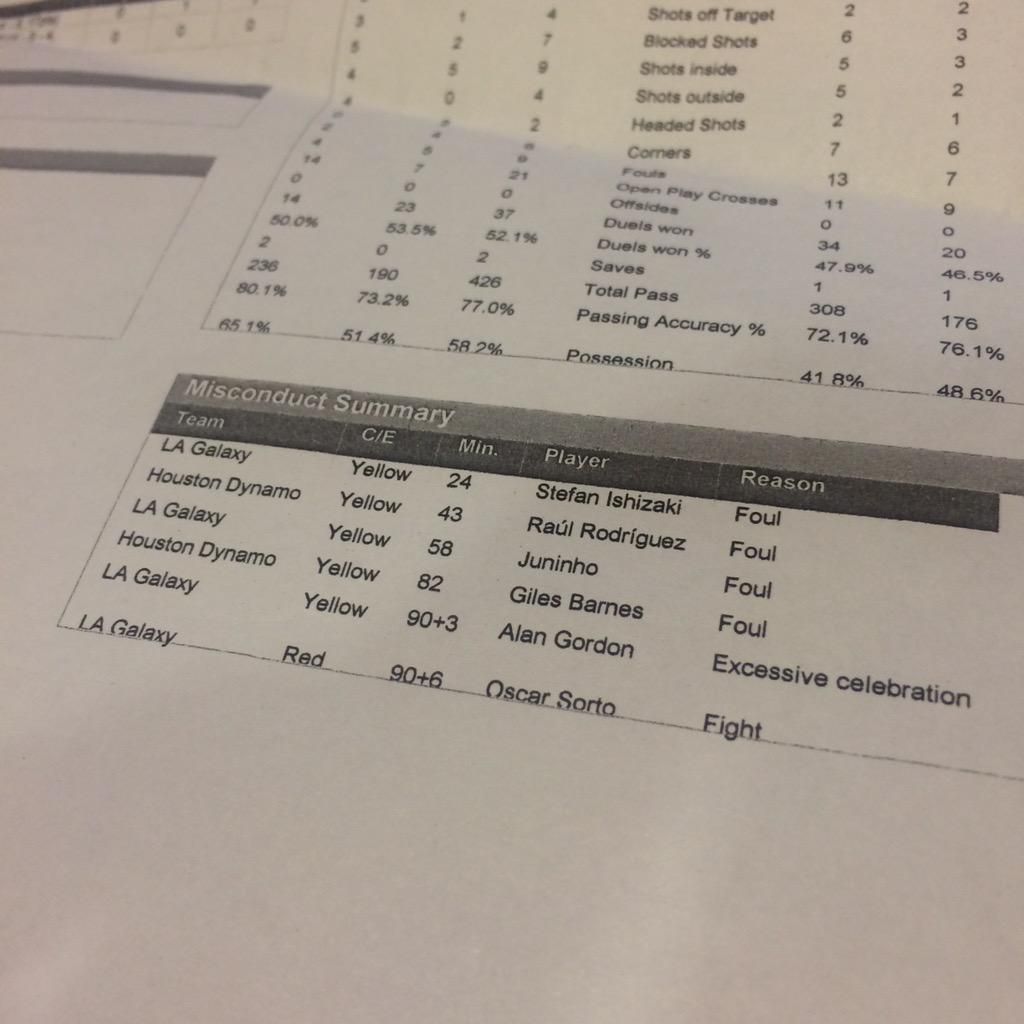 3 1 4 Shots off Target 2 2
5 2 7 Blocked Shots 6 3
4 5 9 Shots inside 5 3
4 0 4 Shots outside 5 2
2 Headed Shots 2 1
Corners 7 6
9 Fouls 13 7
14 7 21 Open Play Crosses 11 9
0 0 0 Offsides 0 0
14 23 37 Duels won 34 20
50.0% 53.5% 52.1% Duels won % 47.9% 46.5%
2 0 2 Saves 1 1
236 190 426 Total Pass 308 176
80.1% 73.2% 77.0% Passing Accuracy % 72.1% 76.1%
65.1% 51.4% 58.2% Possession 41.8% 48.6%
Misconduct Summary
Team C/E Min. Player Reason
LA Galaxy Yellow 24 Stefan Ishizaki Foul
Houston Dynamo Yellow 43 Raúl Rodríguez Foul
LA Galaxy Yellow 58 Juninho Foul
Houston Dynamo Yellow 82 Giles Barnes Foul
LA Galaxy Yellow 90+3 Alan Gordon Excessive celebration
LA Galaxy Red 90+6 Oscar Sorto Fight